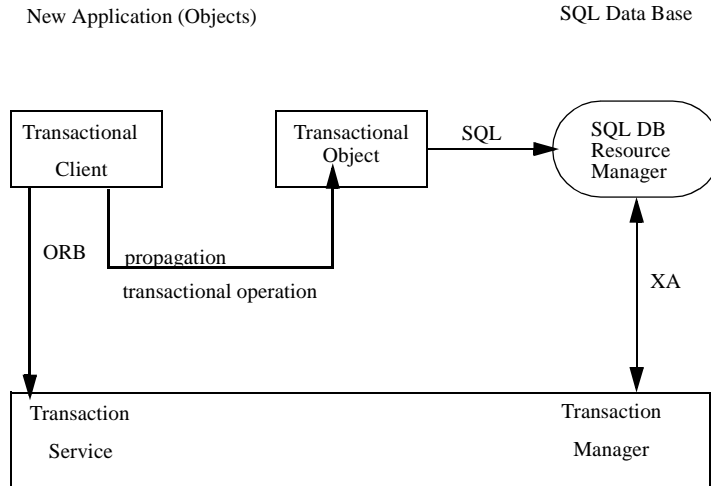 New Application (Objects)
SQL Data Base
Transactional
Client
Transactional
Object
SQL
SQL DB
Resource
Manager
ORB
propagation
transactional operation
XA
Transaction
Service
Transaction
Manager